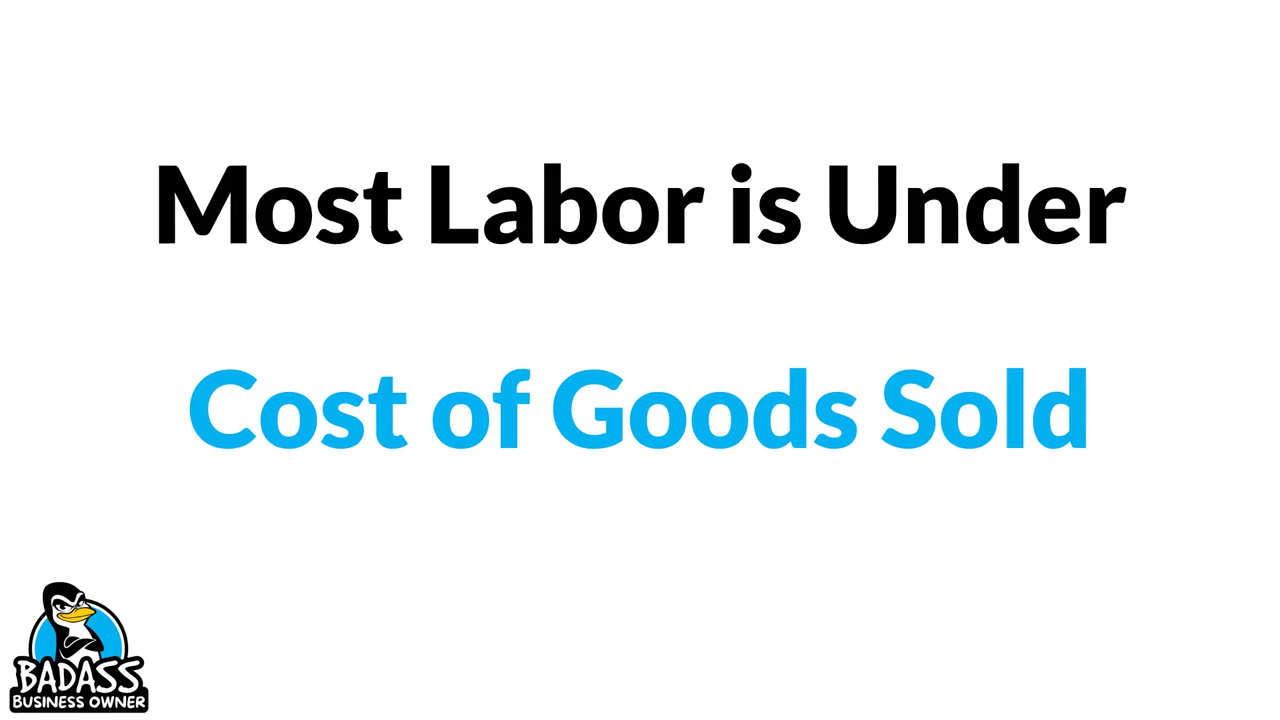 Most Labor is Under
Cost of Goods Sold
BADASS
BUSINESS OWNER